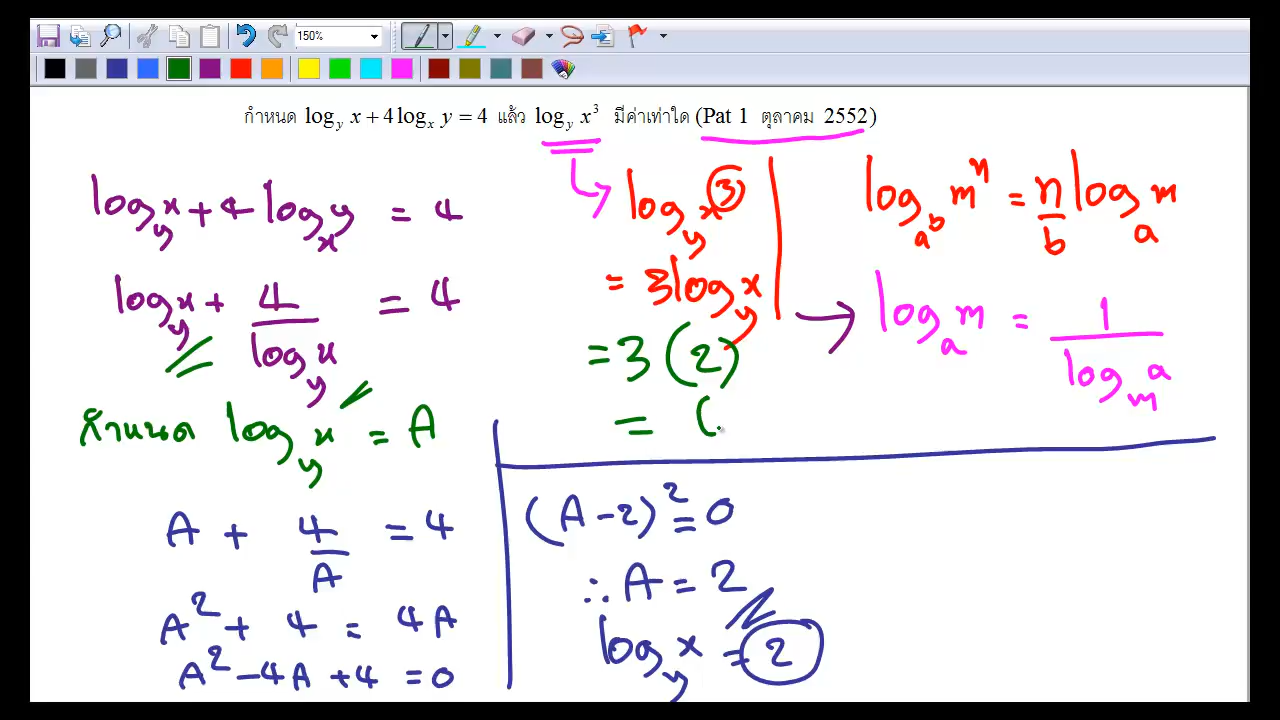 150%
กำหนด log_y x + 4 log_x y = 4 แล้ว log_y x³ มีค่าเท่าใด (Pat 1 ตุลาคม 2552)
log_y x + 4 log_x y = 4
log_y x + 4/(log_y x) = 4
กำหนด log_y x = A
A + 4/A = 4
A² + 4 = 4A
A² - 4A + 4 = 0
log_y x³
= 3 log_y x
= 3 (2)
=
log_{a^b} m^n = n/b log_a m
log_a m = 1/(log_m a)
(A - 2)² = 0
∴ A = 2
log_y x = 2